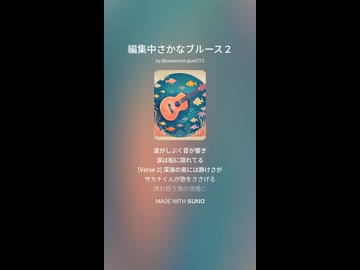 編集中さかなブルース２
by @awesomefugue0773
波がしぶく音が響き
涙は船に隠れてる
[Verse 2] 深海の奥には静けさが
サカナくんが歌をささげる
流れ狂う海の波間に
MADE WITH SUNO